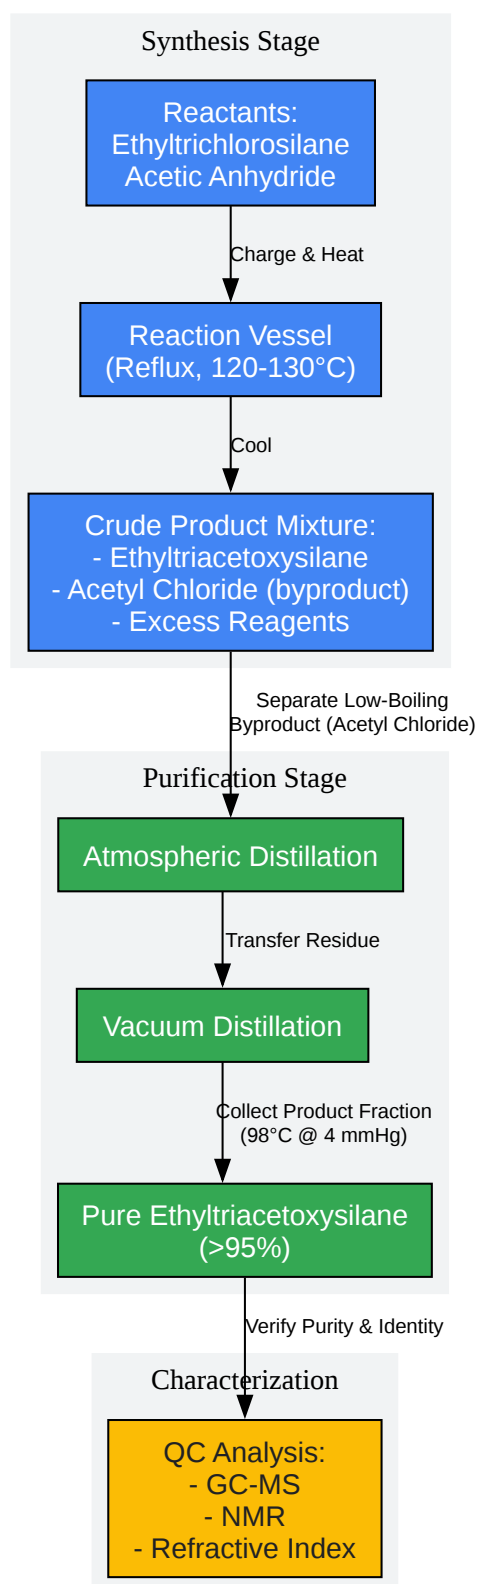 Synthesis Stage
Reactants:
Ethyltrichlorosilane
Acetic Anhydride
Charge & Heat
Reaction Vessel
(Reflux, 120-130°C)
Cool
Crude Product Mixture:
- Ethyltriacetoxysilane
- Acetyl Chloride (byproduct)
- Excess Reagents
Separate Low-Boiling
Byproduct (Acetyl Chloride)
Purification Stage
Atmospheric Distillation
Transfer Residue
Vacuum Distillation
Collect Product Fraction
(98°C @ 4 mmHg)
Pure Ethyltriacetoxysilane
(>95%)
Verify Purity & Identity
Characterization
QC Analysis:
- GC-MS
- NMR
- Refractive Index